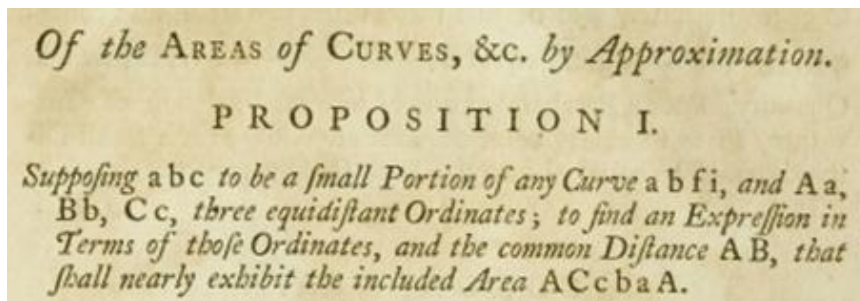 Of the AREAS of CURVES, &c. by Approximation.
PROPOSITION I.
Suppoſing a b c to be a ſmall Portion of any Curve a b f i, and A a,
B b, C c, three equidiſtant Ordinates; to find an Expreſſion in
Terms of thoſe Ordinates, and the common Diſtance A B, that
ſhall nearly exhibit the included Area A C c b a A.